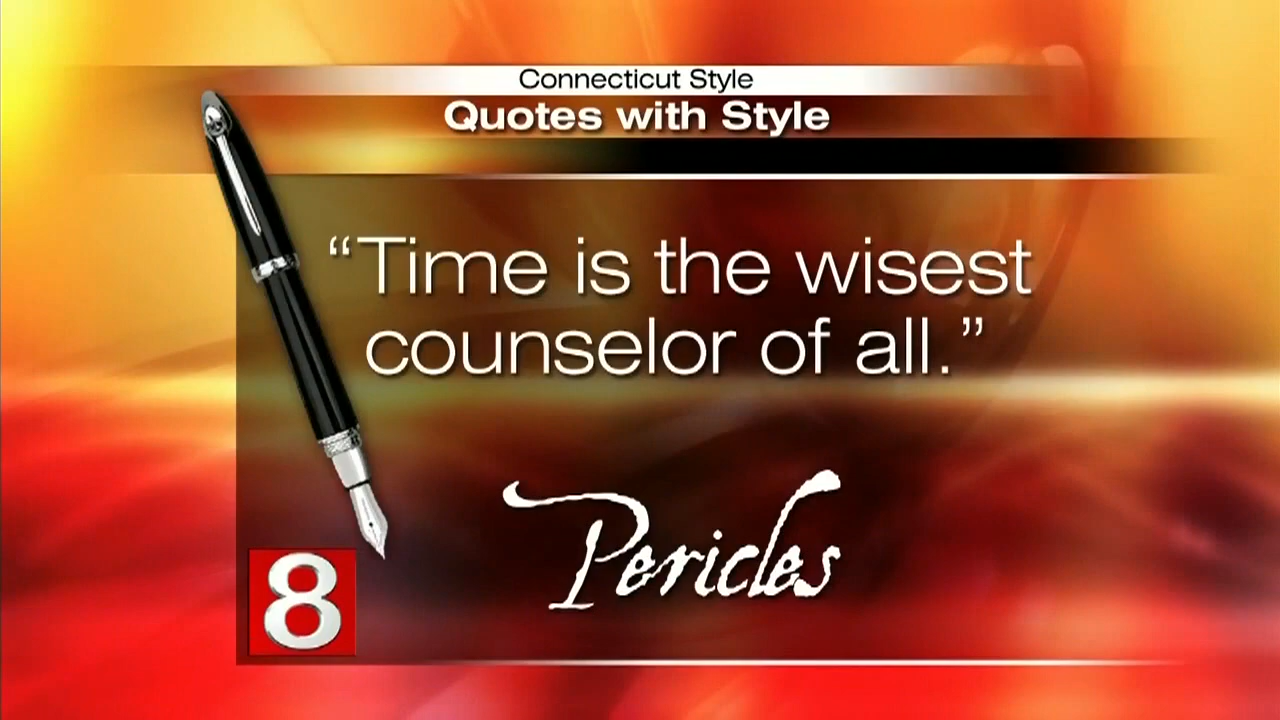 Connecticut Style
Quotes with Style
“Time is the wisest
counselor of all.”
Pericles
8